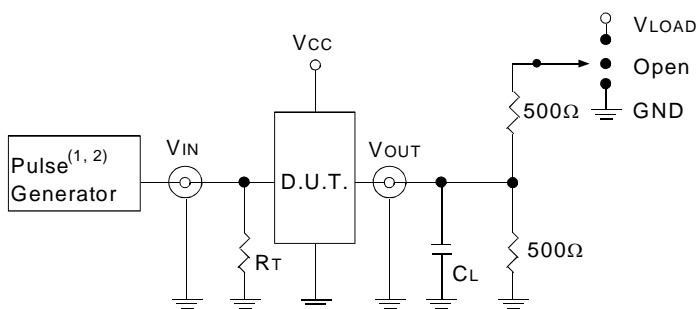 VLOAD
VCC
Open
500Ω
GND
Pulse(1, 2)
Generator
VIN
D.U.T.
VOUT
RT
CL
500Ω